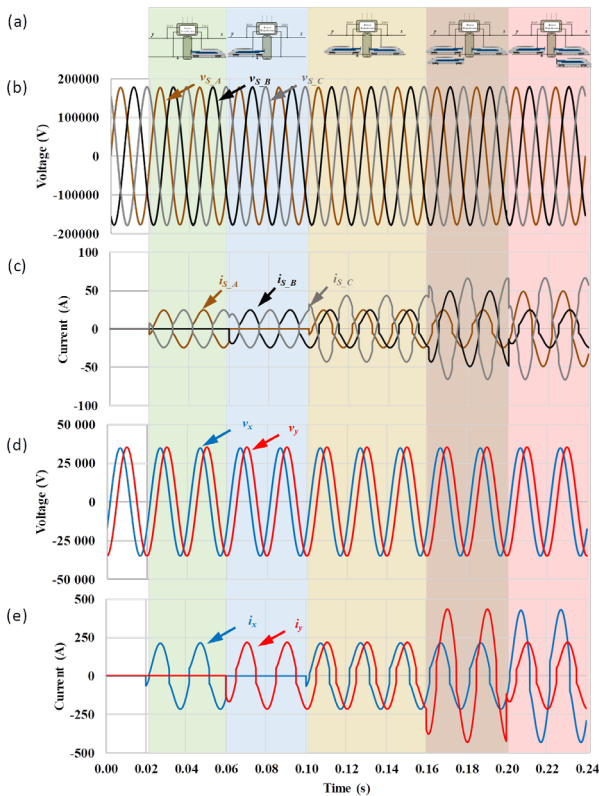 (a)
y x
y x
y x
y x
y x
(b)
200000
100000
0
-100000
-200000
Voltage (V)
vS_A vS_B vS_C
(c)
100
50
0
-50
-100
Current (A)
iS_A iS_B iS_C
(d)
50 000
25 000
0
-25 000
-50 000
Voltage (V)
vx vy
(e)
500
250
0
-250
-500
Current (A)
ix iy
0.00 0.02 0.04 0.06 0.08 0.10 0.12 0.14 0.16 0.18 0.20 0.22 0.24
Time (s)